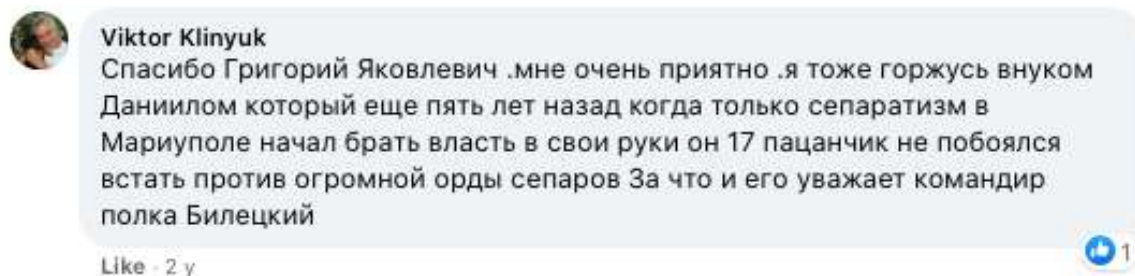 Viktor Klinyuk
Спасибо Григорий Яковлевич .мне очень приятно .я тоже горжусь внуком
Даниилом который еще пять лет назад когда только сепаратизм в
Мариуполе начал брать власть в свои руки он 17 пацанчик не побоялся
встать против огромной орды сепаров За что и его уважает командир
полка Билецкий
1
Like · 2 y